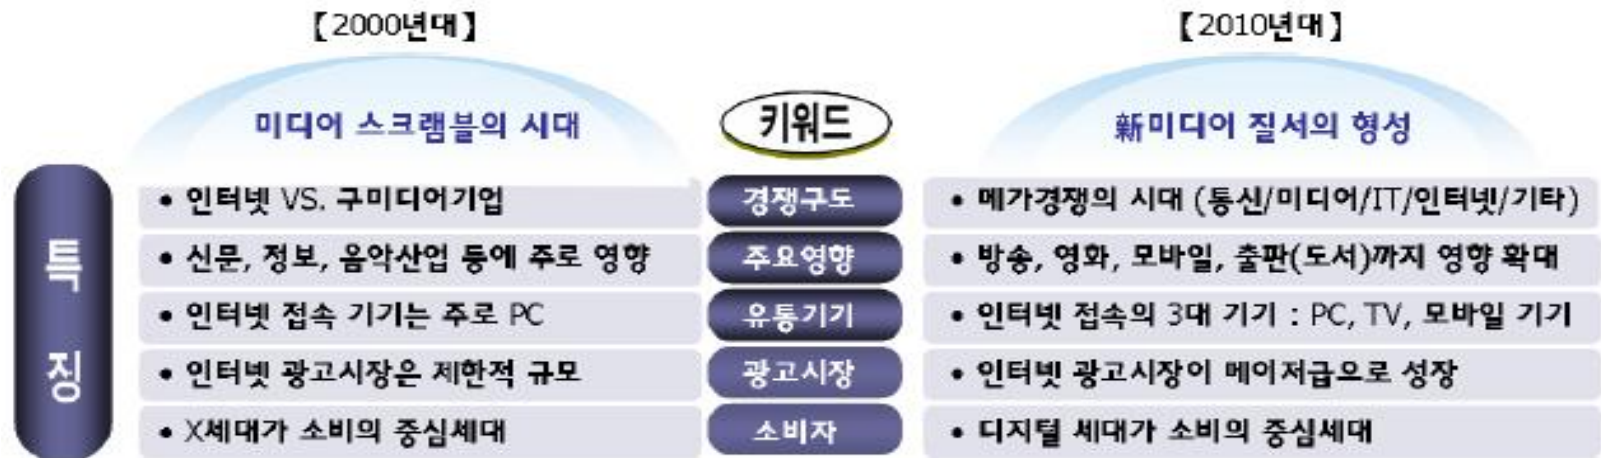 【2000년대】 【2010년대】
미디어 스크램블의 시대 키워드 新미디어 질서의 형성
특징
• 인터넷 VS. 구미디어기업 경쟁구도 • 메가경쟁의 시대 (통신/미디어/IT/인터넷/기타)
• 신문, 정보, 음악산업 등에 주로 영향 주요영향 • 방송, 영화, 모바일, 출판(도서)까지 영향 확대
• 인터넷 접속 기기는 주로 PC 유통기기 • 인터넷 접속의 3대 기기 : PC, TV, 모바일 기기
• 인터넷 광고시장은 제한적 규모 광고시장 • 인터넷 광고시장이 메이저급으로 성장
• X세대가 소비의 중심세대 소비자 • 디지털 세대가 소비의 중심세대